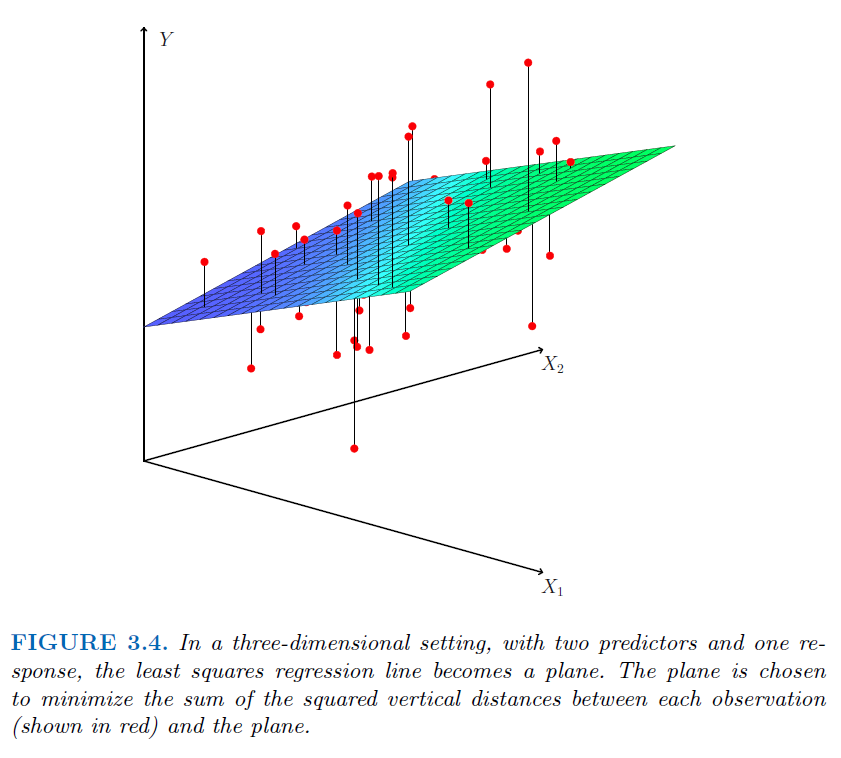 Y
X₂
X₁
FIGURE 3.4. In a three-dimensional setting, with two predictors and one re-
sponse, the least squares regression line becomes a plane. The plane is chosen
to minimize the sum of the squared vertical distances between each observation
(shown in red) and the plane.